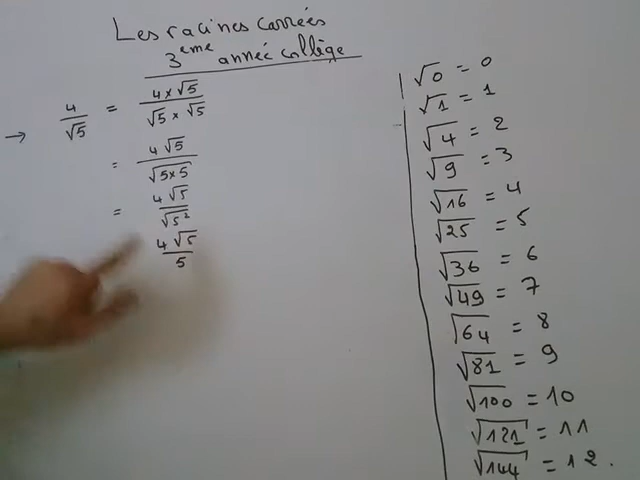 Les racines carrées
3ème année collège
→ 4/√5 = 4×√5/√5×√5
= 4√5/√5×5
= 4√5/√5²
4√5/5
√0 = 0
√1 = 1
√4 = 2
√9 = 3
√16 = 4
√25 = 5
√36 = 6
√49 = 7
√64 = 8
√81 = 9
√100 = 10
√121 = 11
√144 = 12.